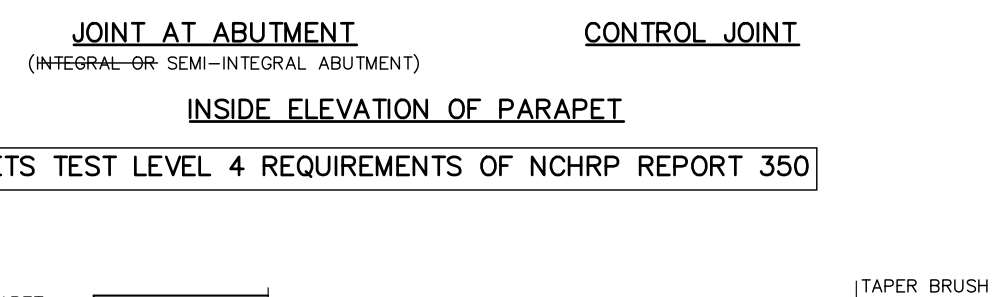 JOINT AT ABUTMENT
CONTROL JOINT
(INTEGRAL OR SEMI-INTEGRAL ABUTMENT)
INSIDE ELEVATION OF PARAPET
TEST LEVEL 4 REQUIREMENTS OF NCHRP REPORT 350
TAPER BRUSH